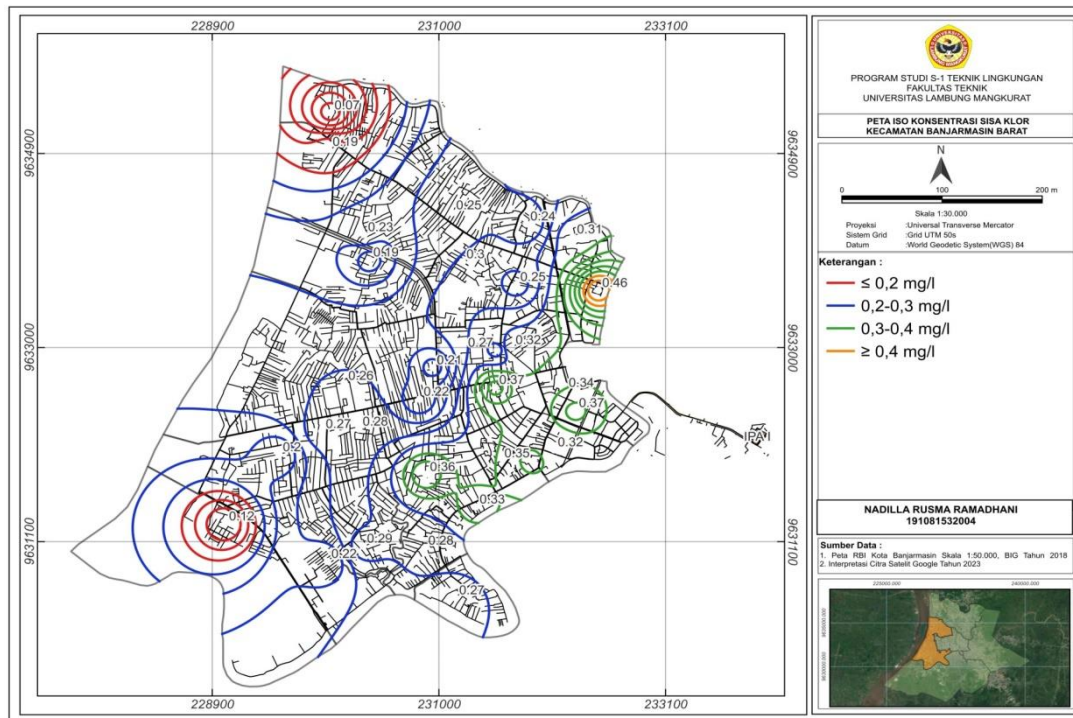 228900
231000
233100
9634900
9633000
9631100
0.07
0.19
0.25
0.24
0.23
0.31
0.3
0.19
0.25
0.46
0.27
0.32
0.21
0.26
0.37
0.34
0.22
0.37
0.27
0.28
0.2
0.32
0.35
0.36
0.33
0.12
0.29
0.28
0.22
0.27
IPA I
9634900
9633000
9631100
228900
231000
233100
PROGRAM STUDI S-1 TEKNIK LINGKUNGAN
FAKULTAS TEKNIK
UNIVERSITAS LAMBUNG MANGKURAT
PETA ISO KONSENTRASI SISA KLOR
KECAMATAN BANJARMASIN BARAT
N
0 100 200 m
Skala 1:30.000
Proyeksi :Universal Transverse Mercator
Sistem Grid :Grid UTM 50s
Datum :World Geodetic System(WGS) 84
Keterangan :
≤ 0,2 mg/l
0,2-0,3 mg/l
0,3-0,4 mg/l
≥ 0,4 mg/l
NADILLA RUSMA RAMADHANI
191081532004
Sumber Data :
1. Peta RBI Kota Banjarmasin Skala 1:50.000, BIG Tahun 2018
2. Interpretasi Citra Satelit Google Tahun 2023
225000.000
240000.000